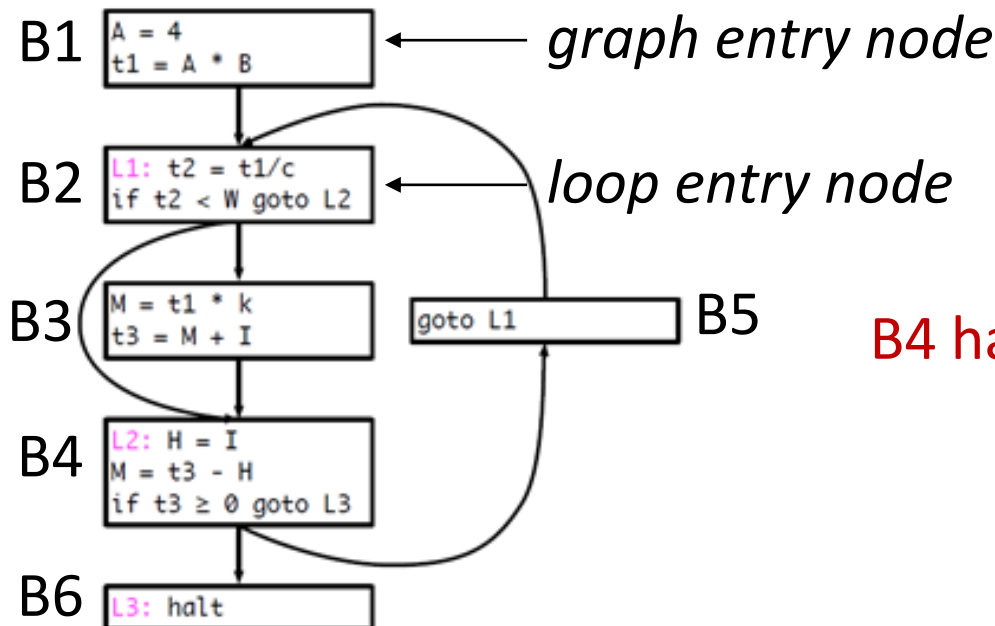 B1
A = 4
t1 = A * B
graph entry node
B2
L1: t2 = t1/c
if t2 < W goto L2
loop entry node
B3
M = t1 * k
t3 = M + I
goto L1
B5
B4
L2: H = I
M = t3 - H
if t3 ≥ 0 goto L3
B6
L3: halt
B4